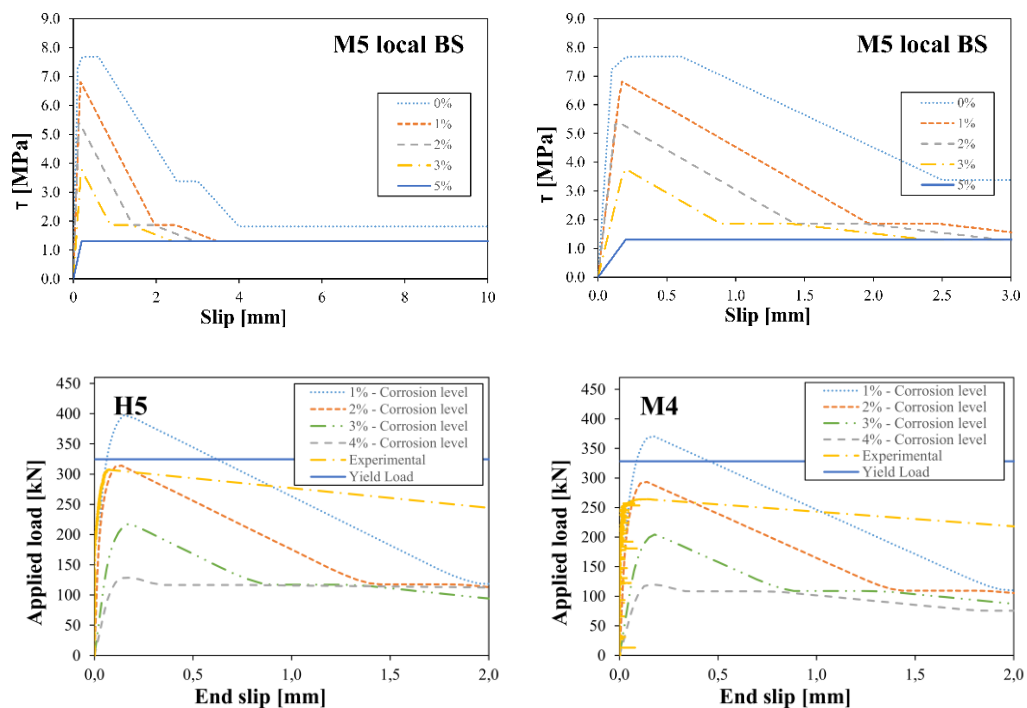 9.0
8.0
7.0
6.0
5.0
4.0
3.0
2.0
1.0
0.0
0 2 4 6 8 10
τ [MPa]
Slip [mm]
M5 local BS
0%
1%
2%
3%
5%
9.0
8.0
7.0
6.0
5.0
4.0
3.0
2.0
1.0
0.0
0.0 0.5 1.0 1.5 2.0 2.5 3.0
τ [MPa]
Slip [mm]
M5 local BS
0%
1%
2%
3%
5%
450
400
350
300
250
200
150
100
50
0
0,0 0,5 1,0 1,5 2,0
Applied load [kN]
End slip [mm]
H5
1% - Corrosion level
2% - Corrosion level
3% - Corrosion level
4% - Corrosion level
Experimental
Yield Load
450
400
350
300
250
200
150
100
50
0
0,0 0,5 1,0 1,5 2,0
Applied load [kN]
End slip [mm]
M4
1% - Corrosion level
2% - Corrosion level
3% - Corrosion level
4% - Corrosion level
Experimental
Yield Load